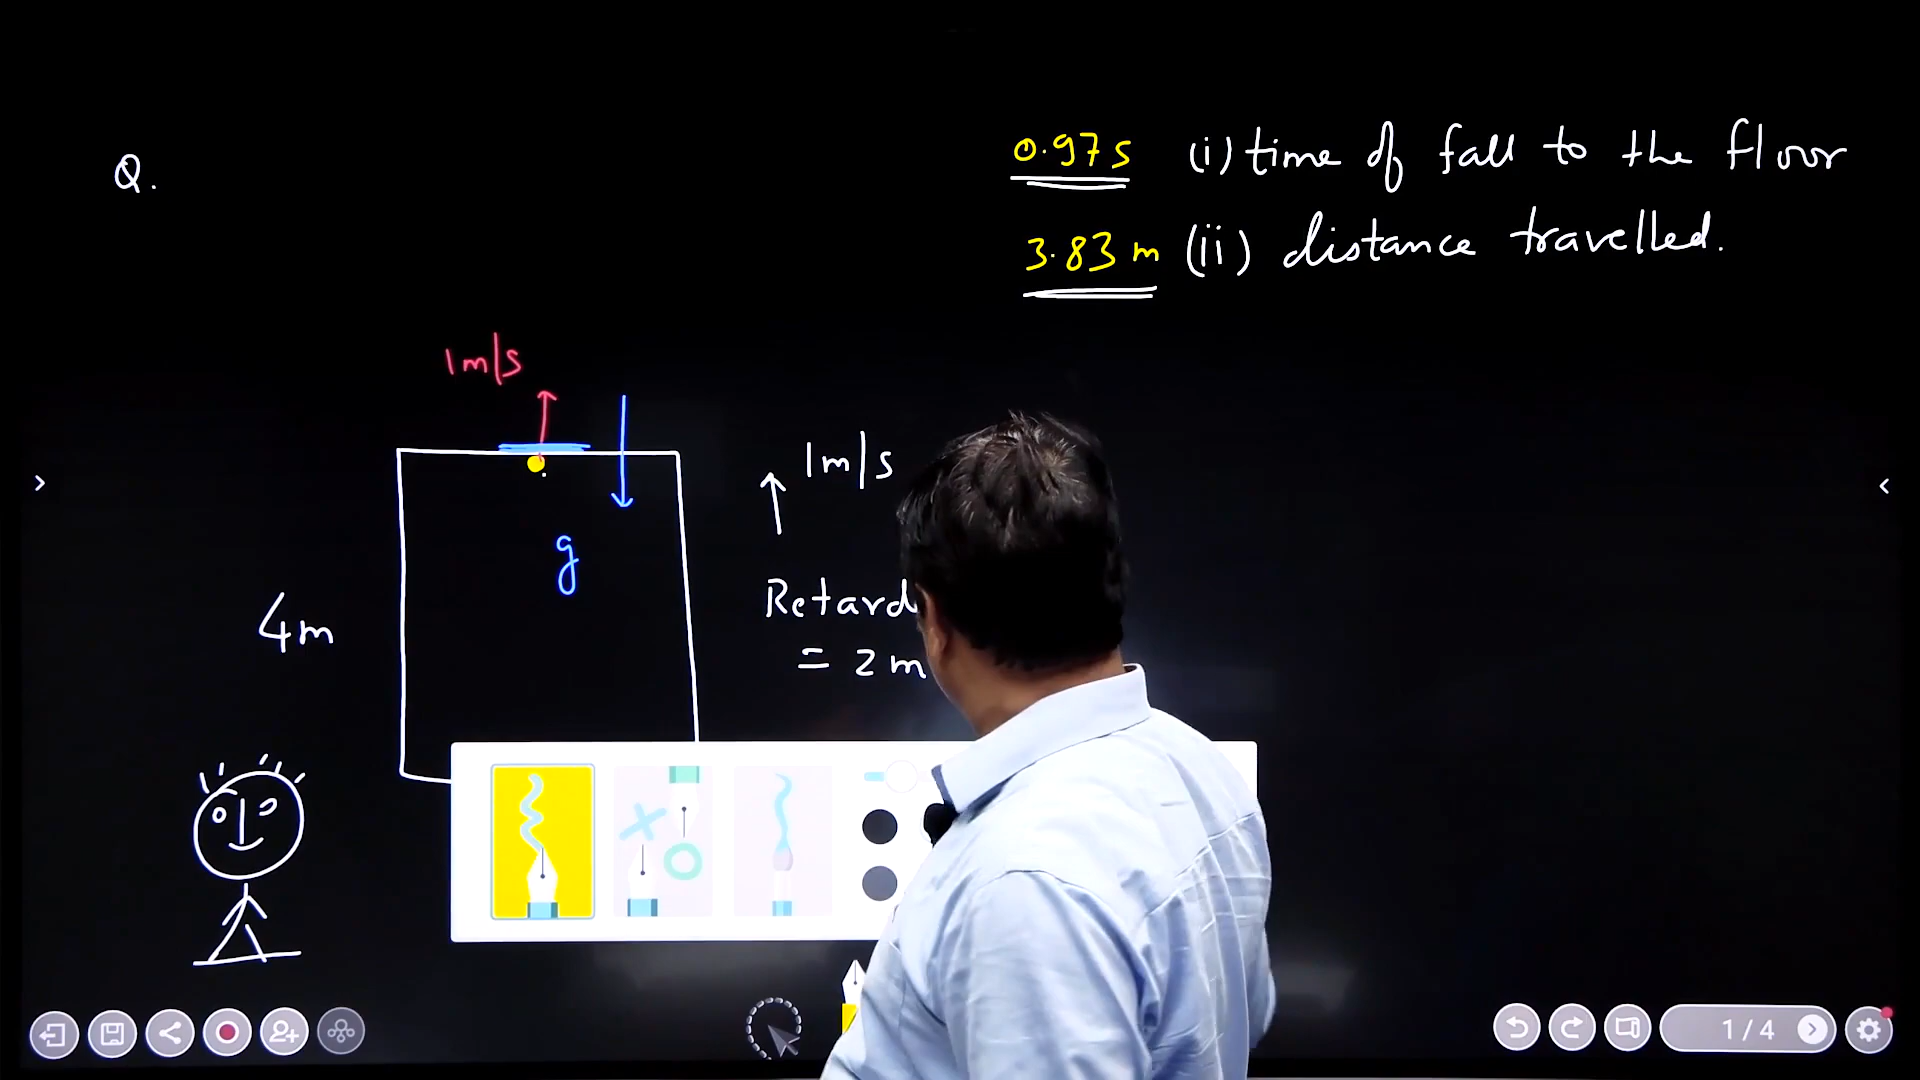 Q.
0.97 s (i) time of fall to the floor
3.83 m (ii) distance travelled.
1m/s
1m/s
g
4m
Retard
= 2 m
1 / 4